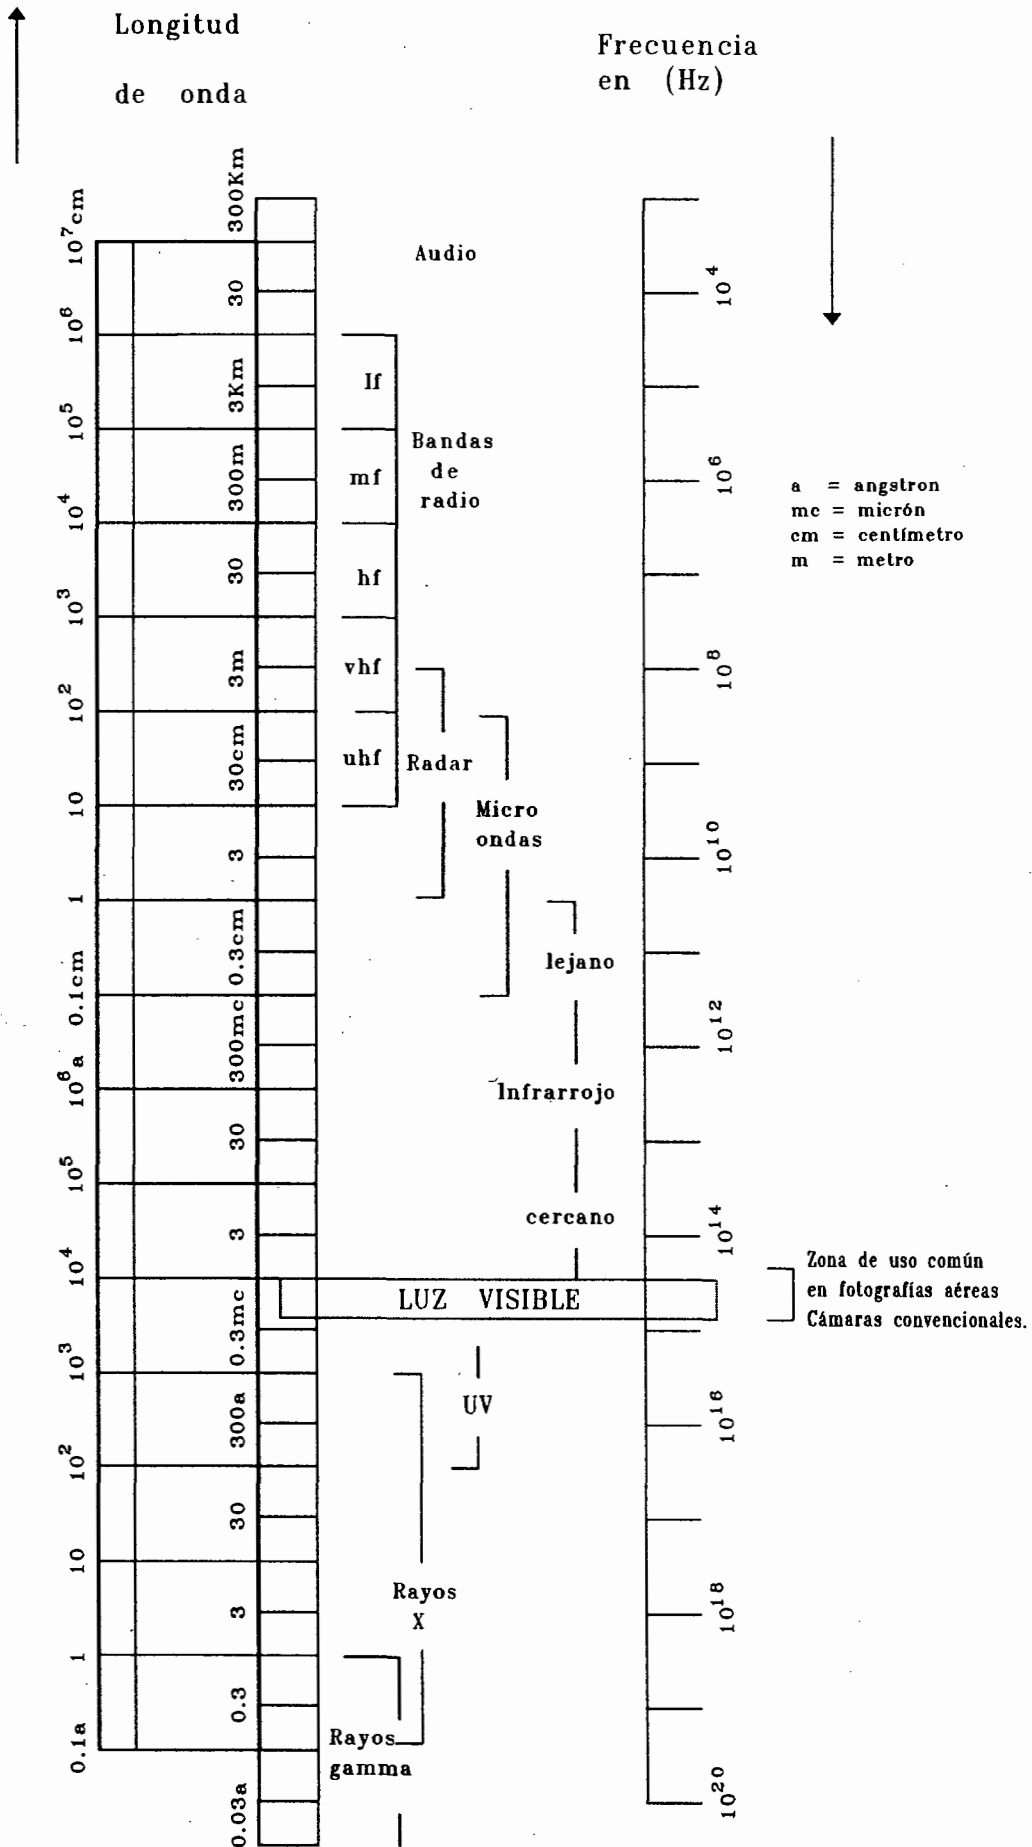 Longitud
de onda
Frecuencia
en (Hz)
10⁷cm
10⁶
10⁵
10⁴
10³
10²
10
1
0.1cm
10⁶a
10⁵
10⁴
10³
10²
10
1
0.1a
300Km
30
3Km
300m
30
3m
30cm
3
0.3cm
300mc
30
3
0.3mc
300a
30
3
0.3
0.03a
Audio
lf
mf
hf
vhf
uhf
Bandas
de
radio
Radar
Micro
ondas
lejano
Infrarrojo
cercano
LUZ VISIBLE
UV
Rayos
X
Rayos
gamma
10⁴
10⁶
10⁸
10¹⁰
10¹²
10¹⁴
10¹⁶
10¹⁸
10²⁰
a = angstron
mc = micrón
cm = centímetro
m = metro
Zona de uso común
en fotografías aéreas
Cámaras convencionales.